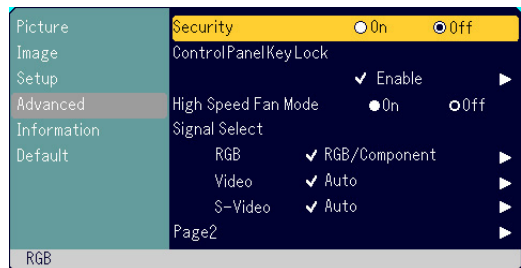 Picture
Image
Setup
Advanced
Information
Default
Security On Off
ControlPanelKeyLock
Enable
High Speed Fan Mode On Off
Signal Select
RGB RGB/Component
Video Auto
S-Video Auto
Page2
RGB